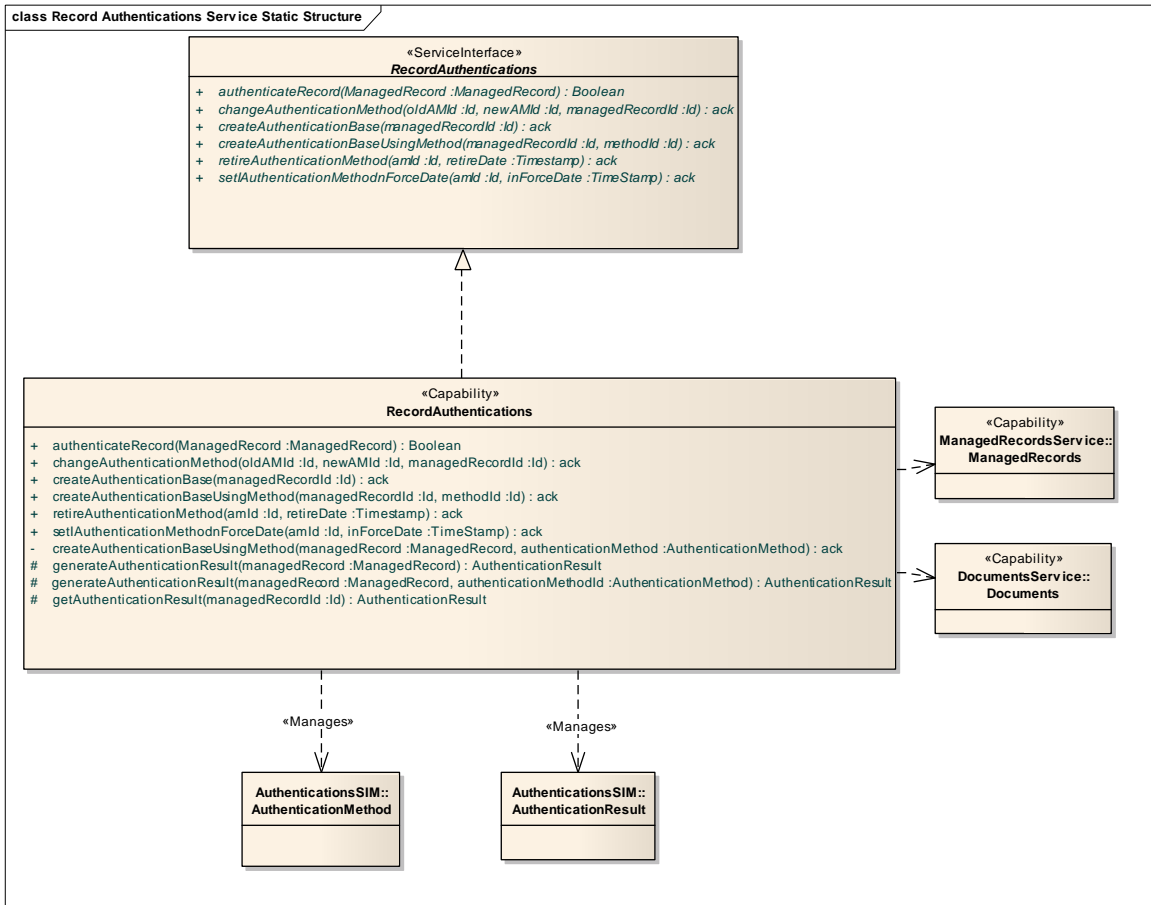 class Record Authentications Service Static Structure
«ServiceInterface»
RecordAuthentications
+ authenticateRecord(ManagedRecord :ManagedRecord) : Boolean
+ changeAuthenticationMethod(oldAMId :Id, newAMId :Id, managedRecordId :Id) : ack
+ createAuthenticationBase(managedRecordId :Id) : ack
+ createAuthenticationBaseUsingMethod(managedRecordId :Id, methodId :Id) : ack
+ retireAuthenticationMethod(amId :Id, retireDate :Timestamp) : ack
+ setIAuthenticationMethodnForceDate(amId :Id, inForceDate :TimeStamp) : ack
«Capability»
RecordAuthentications
+ authenticateRecord(ManagedRecord :ManagedRecord) : Boolean
+ changeAuthenticationMethod(oldAMId :Id, newAMId :Id, managedRecordId :Id) : ack
+ createAuthenticationBase(managedRecordId :Id) : ack
+ createAuthenticationBaseUsingMethod(managedRecordId :Id, methodId :Id) : ack
+ retireAuthenticationMethod(amId :Id, retireDate :Timestamp) : ack
+ setIAuthenticationMethodnForceDate(amId :Id, inForceDate :TimeStamp) : ack
- createAuthenticationBaseUsingMethod(managedRecord :ManagedRecord, authenticationMethod :AuthenticationMethod) : ack
# generateAuthenticationResult(managedRecord :ManagedRecord) : AuthenticationResult
# generateAuthenticationResult(managedRecord :ManagedRecord, authenticationMethodId :AuthenticationMethod) : AuthenticationResult
# getAuthenticationResult(managedRecordId :Id) : AuthenticationResult
«Capability»
ManagedRecordsService::
ManagedRecords
«Capability»
DocumentsService::
Documents
«Manages»
«Manages»
AuthenticationsSIM::
AuthenticationMethod
AuthenticationsSIM::
AuthenticationResult